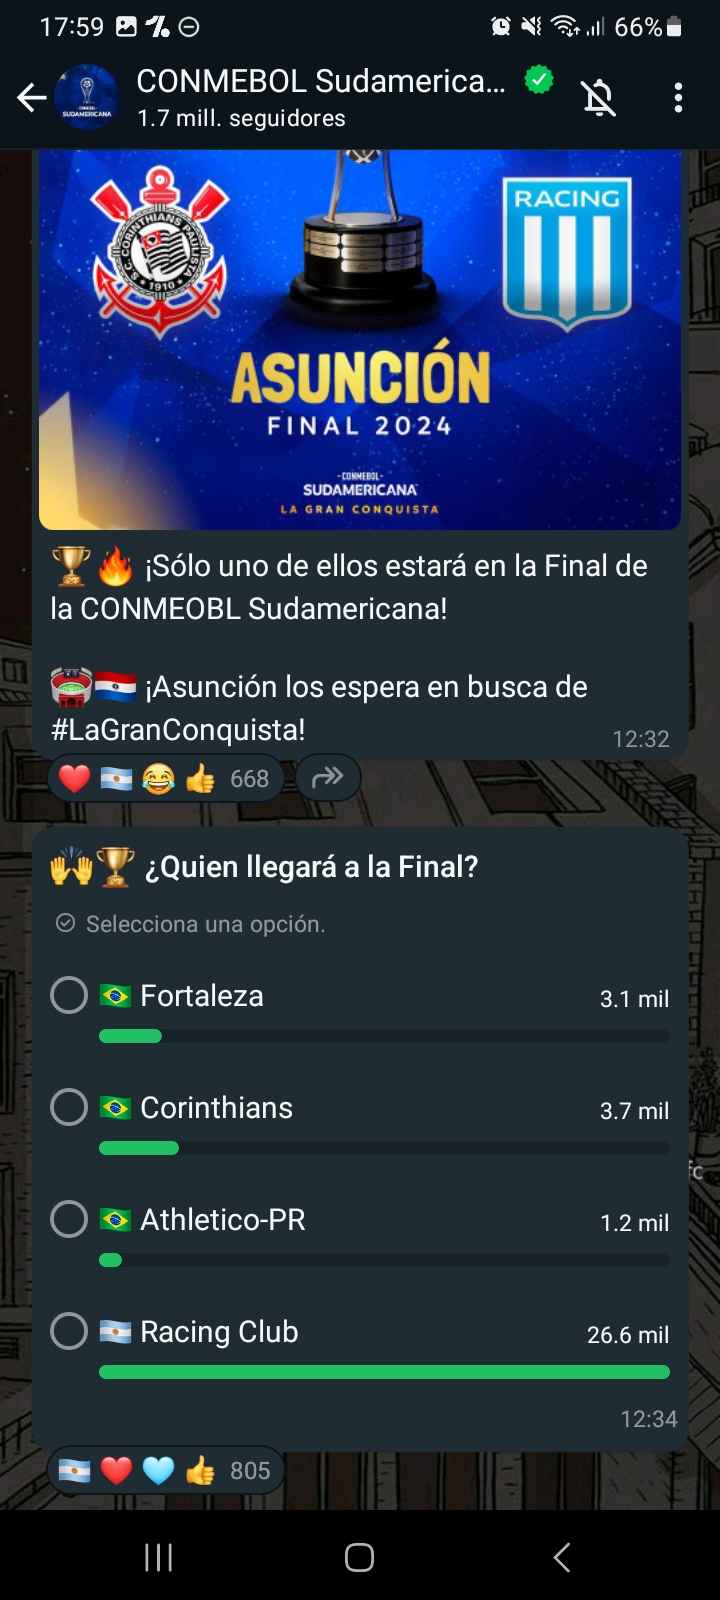 17:59
66%
CONMEBOL Sudamerica...
1.7 mill. seguidores
S.C. CORINTHIANS PAULISTA
1910
RACING
ASUNCIÓN
FINAL 2024
-CONMEBOL-
SUDAMERICANA
LA GRAN CONQUISTA
🏆🔥 ¡Sólo uno de ellos estará en la Final de
la CONMEOBL Sudamericana!
🏟️🇵🇾 ¡Asunción los espera en busca de
#LaGranConquista!
12:32
❤️ 🇦🇷 😂 👍 668
🙌🏆 ¿Quien llegará a la Final?
Selecciona una opción.
🇧🇷 Fortaleza 3.1 mil
🇧🇷 Corinthians 3.7 mil
🇧🇷 Athletico-PR 1.2 mil
🇦🇷 Racing Club 26.6 mil
12:34
🇦🇷 ❤️ 🩵 👍 805